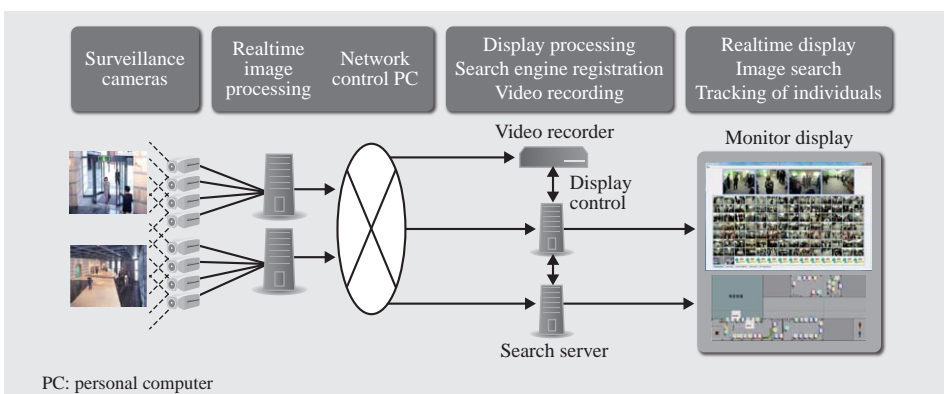 Surveillance
cameras
Realtime
image
processing
Network
control PC
Display processing
Search engine registration
Video recording
Realtime display
Image search
Tracking of individuals
Video recorder
Monitor display
Display
control
Search server
PC: personal computer